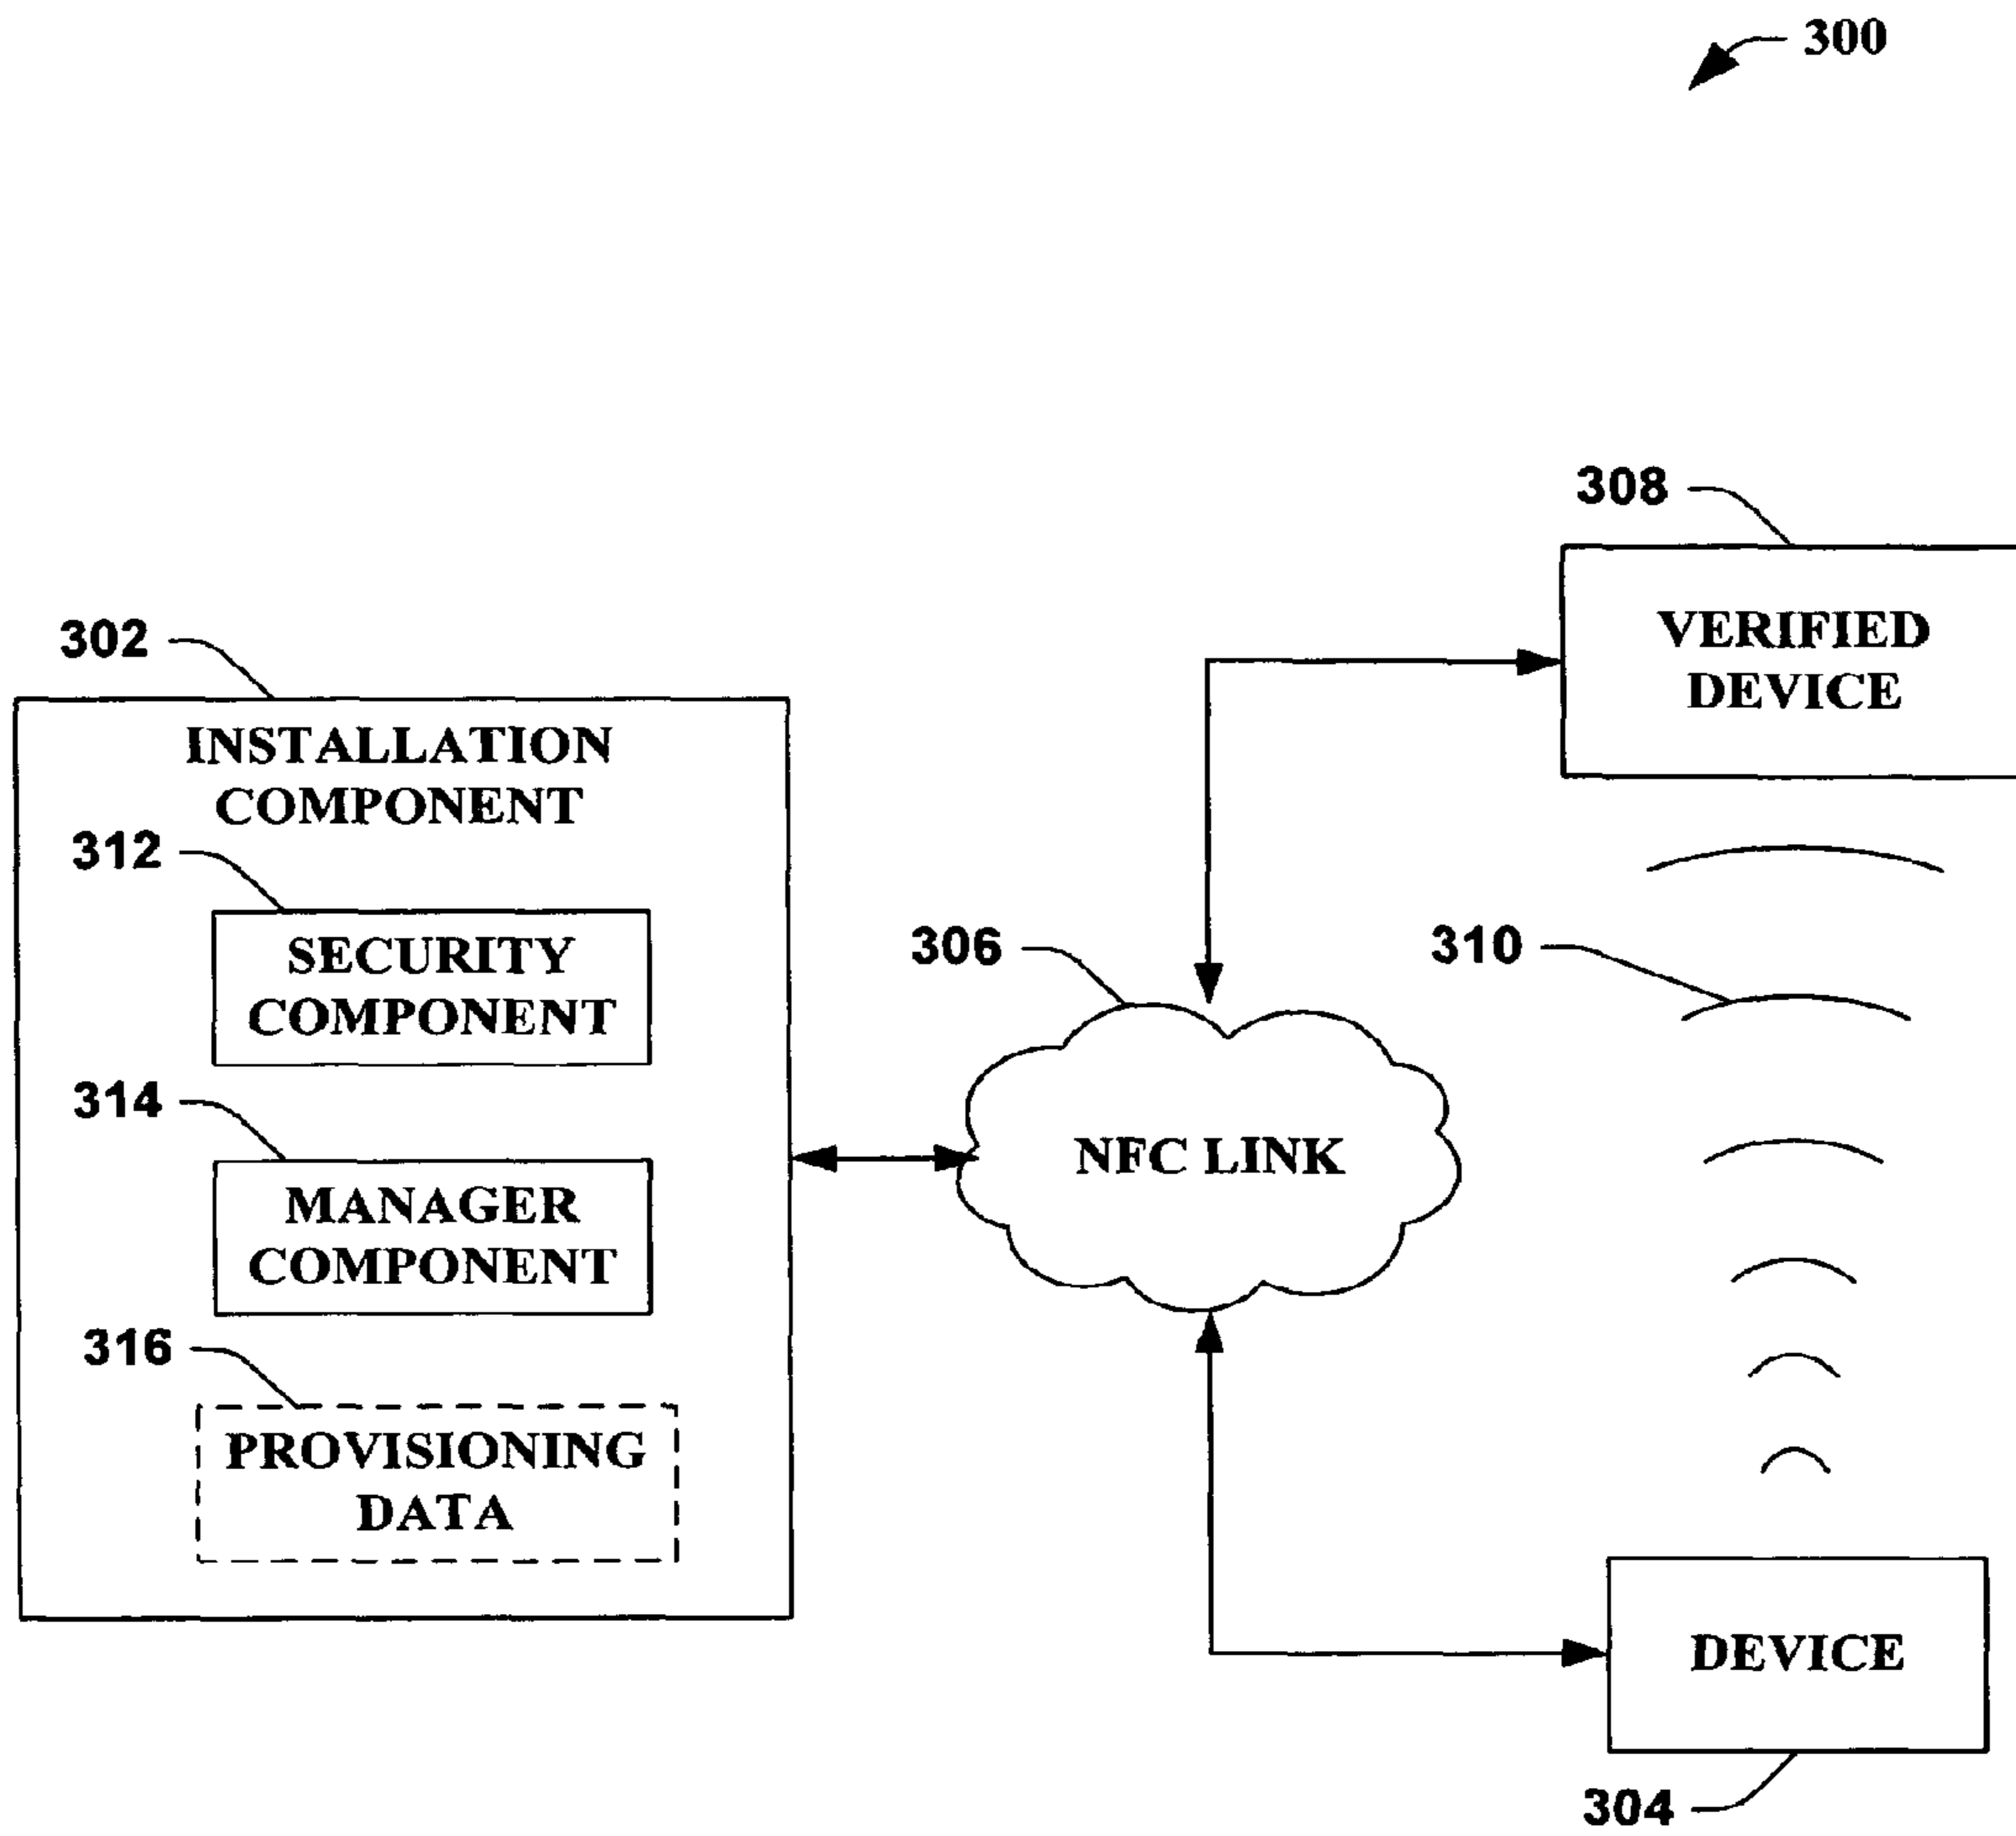 300
308
VERIFIED
DEVICE
302
INSTALLATION
COMPONENT
312
SECURITY
COMPONENT
306
310
314
NFC LINK
MANAGER
COMPONENT
316
PROVISIONING
DATA
DEVICE
304